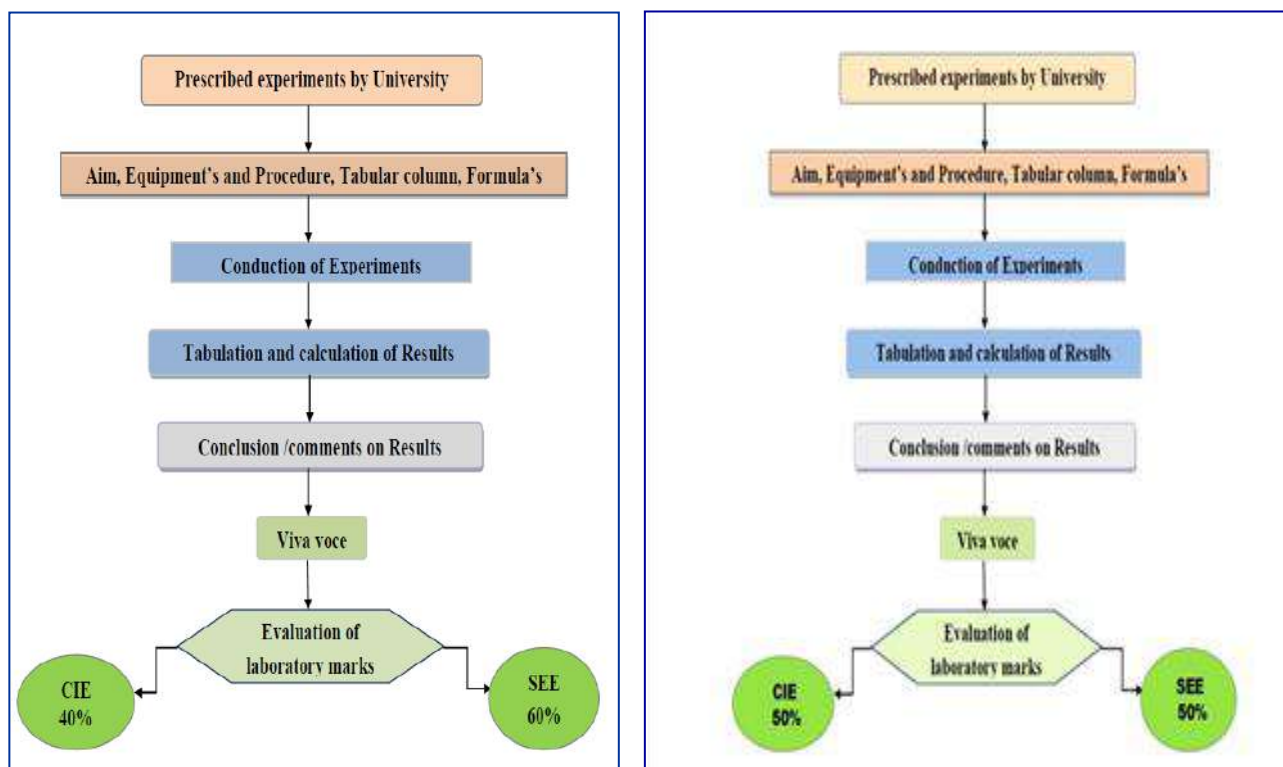 Prescribed experiments by University
Aim, Equipment's and Procedure, Tabular column, Formula's
Conduction of Experiments
Tabulation and calculation of Results
Conclusion /comments on Results
Viva voce
Evaluation of
laboratory marks
CIE
40%
SEE
60%
Prescribed experiments by University
Aim, Equipment's and Procedure, Tabular column, Formula's
Conduction of Experiments
Tabulation and calculation of Results
Conclusion /comments on Results
Viva voce
Evaluation of
laboratory marks
CIE
50%
SEE
50%